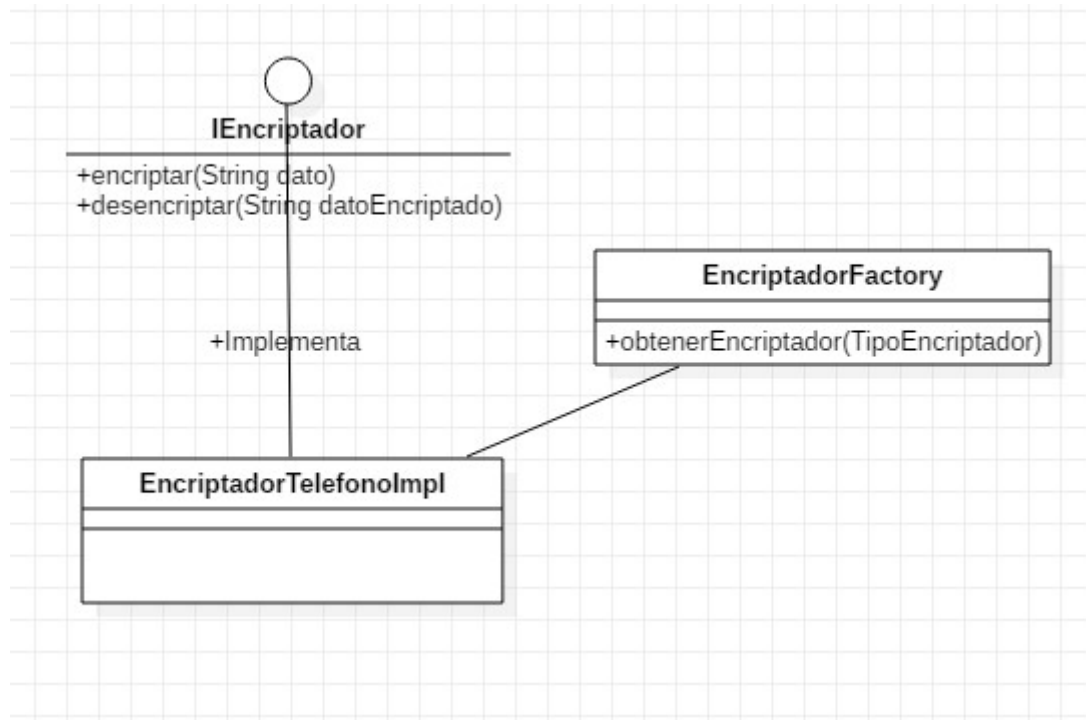 IEncriptador
+encriptar(String dato)
+desencriptar(String datoEncriptado)
EncriptadorFactory
+obtenerEncriptador(TipoEncriptador)
+Implementa
EncriptadorTelefonoImpl